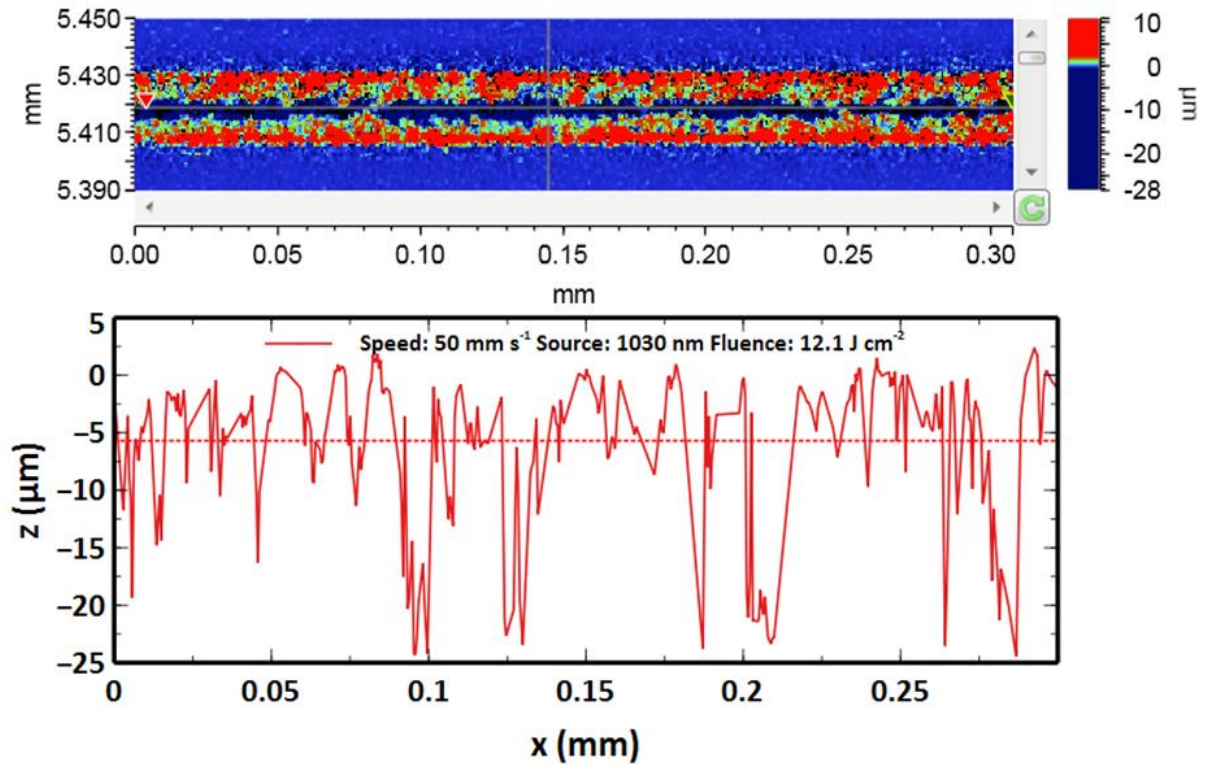 5.450
5.430
5.410
5.390
mm
10
0
-10
-20
-28
µm
0.00 0.05 0.10 0.15 0.20 0.25 0.30
mm
5
0
−5
−10
−15
−20
−25
z (µm)
Speed: 50 mm s⁻¹ Source: 1030 nm Fluence: 12.1 J cm⁻²
0 0.05 0.1 0.15 0.2 0.25
x (mm)